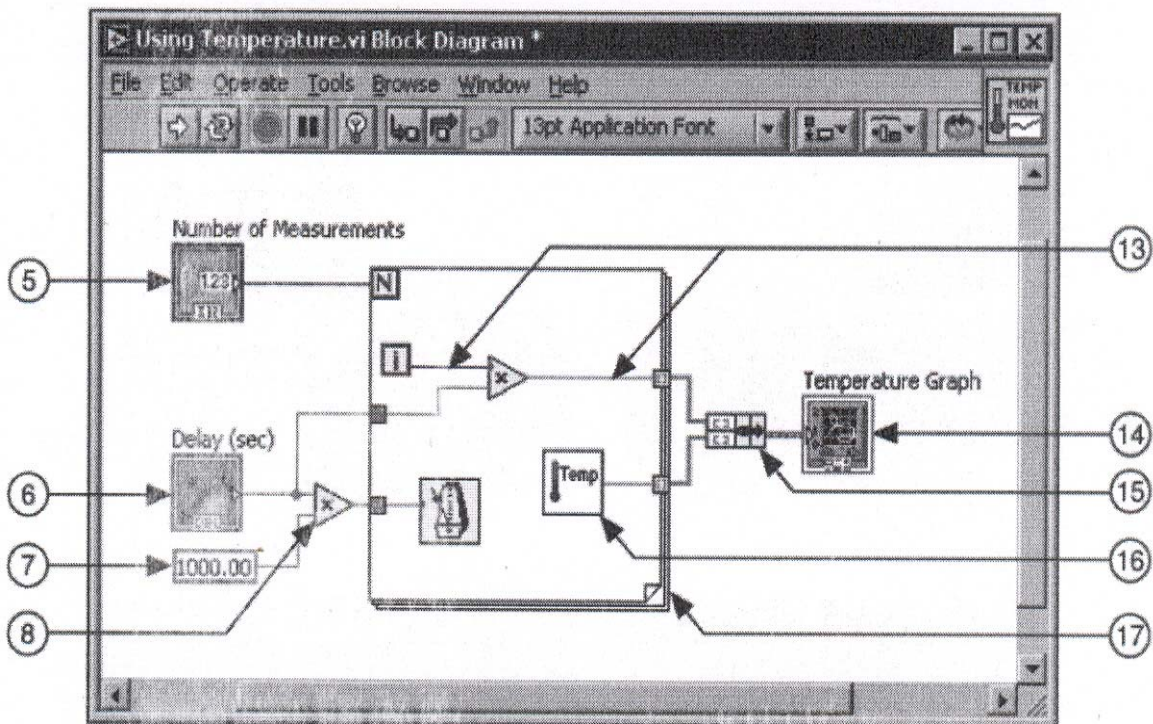 Using Temperature.vi Block Diagram *
File Edit Operate Tools Browse Window Help
TEMP
MON
13pt Application Font
Number of Measurements
5
123
N
13
i
×
Temperature Graph
14
Delay (sec)
6
×
Temp
15
7
1000.00
16
8
17